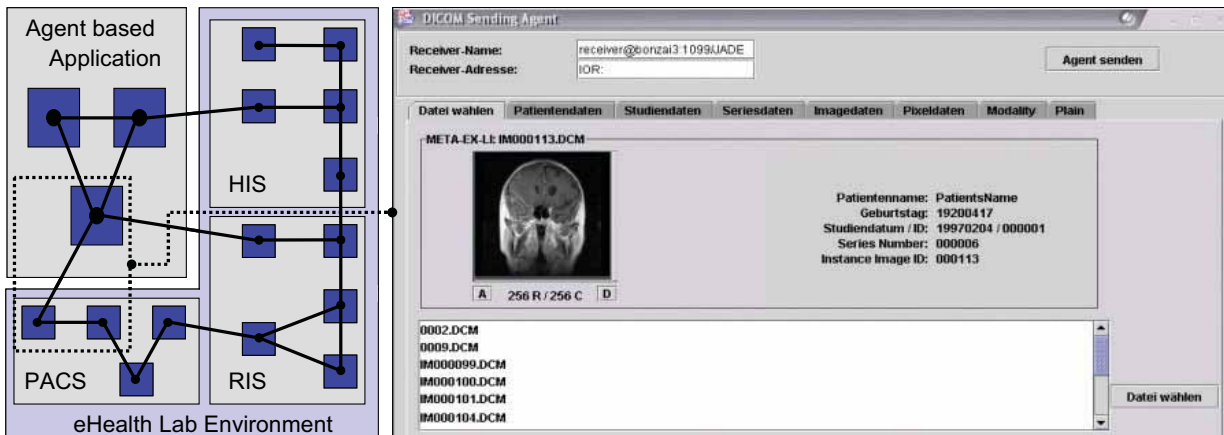 Agent based
Application
HIS
PACS
RIS
eHealth Lab Environment
DICOM Sending Agent
Receiver-Name: receiver@bonzai3:1099/JADE
Receiver-Adresse: IOR:
Agent senden
Datei wählen Patientendaten Studiendaten Seriesdaten Imagedaten Pixeldaten Modality Plain
META-EX-LI: IM000113.DCM
Patientenname: PatientsName
Geburtstag: 19200417
Studiendatum / ID: 19970204 / 000001
Series Number: 000006
Instance Image ID: 000113
A 256 R / 256 C D
0002.DCM
0009.DCM
IM000099.DCM
IM000100.DCM
IM000101.DCM
IM000104.DCM
Datei wählen